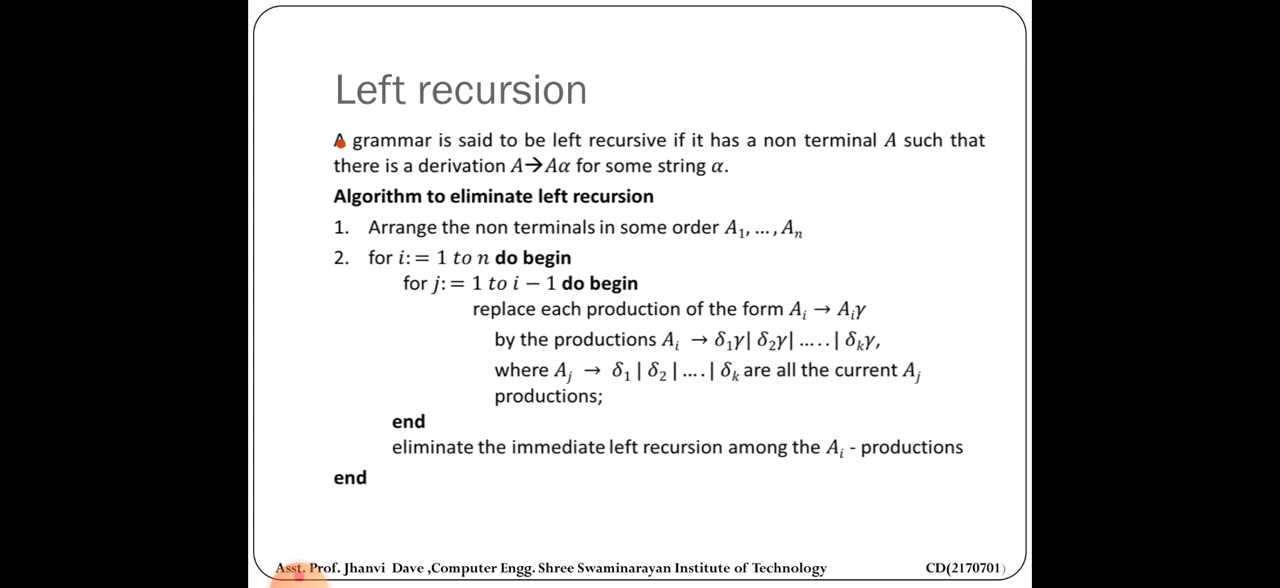 Left recursion
A grammar is said to be left recursive if it has a non terminal A such that
there is a derivation A→Aα for some string α.
Algorithm to eliminate left recursion
1. Arrange the non terminals in some order A₁, ... , Aₙ
2. for i: = 1 to n do begin
for j: = 1 to i − 1 do begin
replace each production of the form Aᵢ → Aᵢγ
by the productions Aᵢ → δ₁γ| δ₂γ| .....| δₖγ,
where Aⱼ → δ₁ | δ₂ | ....| δₖ are all the current Aⱼ
productions;
end
eliminate the immediate left recursion among the Aᵢ - productions
end
Asst. Prof. Jhanvi Dave ,Computer Engg. Shree Swaminarayan Institute of Technology CD(2170701)